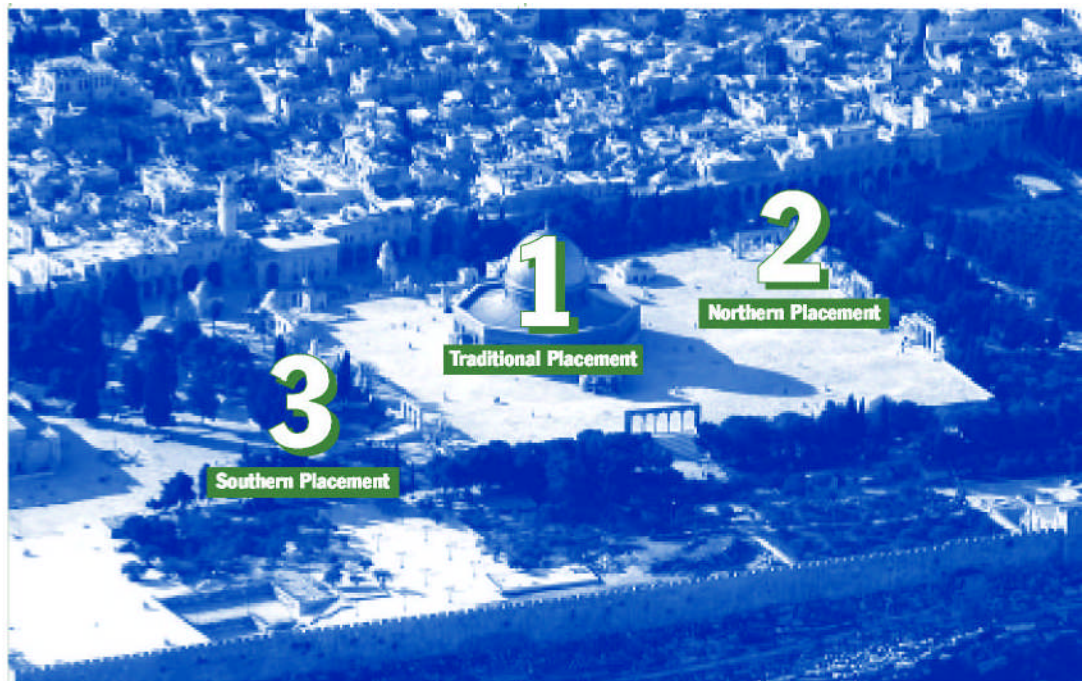 1
Traditional Placement
2
Northern Placement
3
Southern Placement